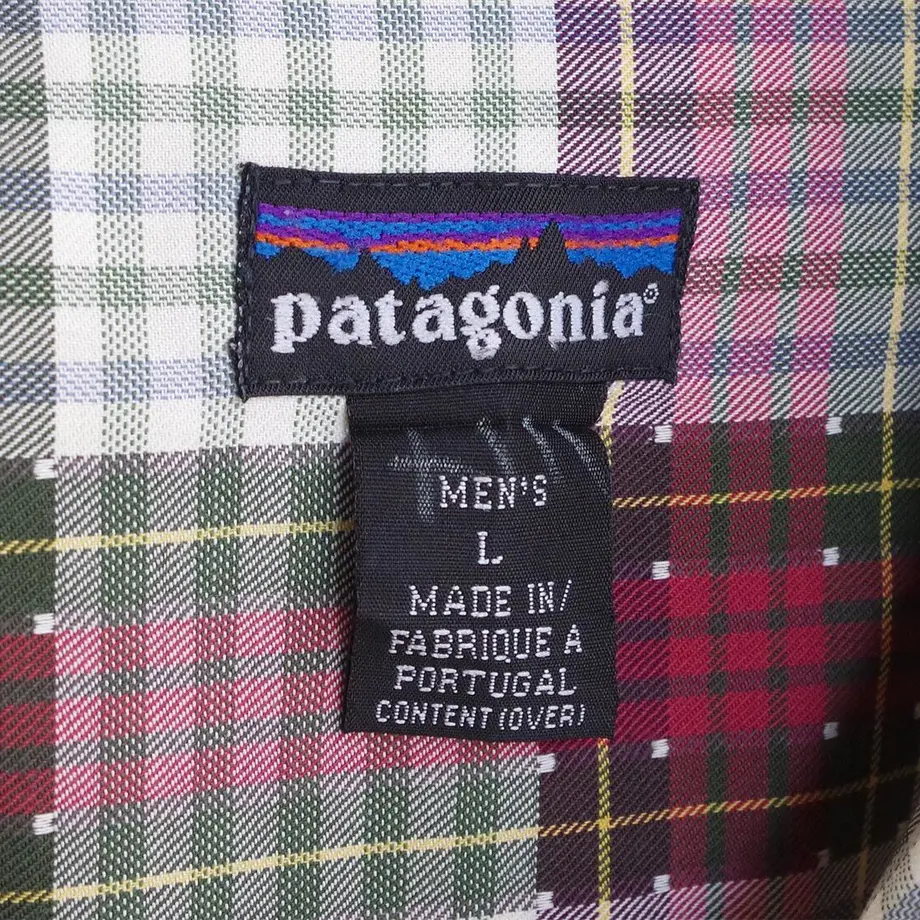 patagonia®
MEN'S
L
MADE IN/
FABRIQUE A
PORTUGAL
CONTENT (OVER)